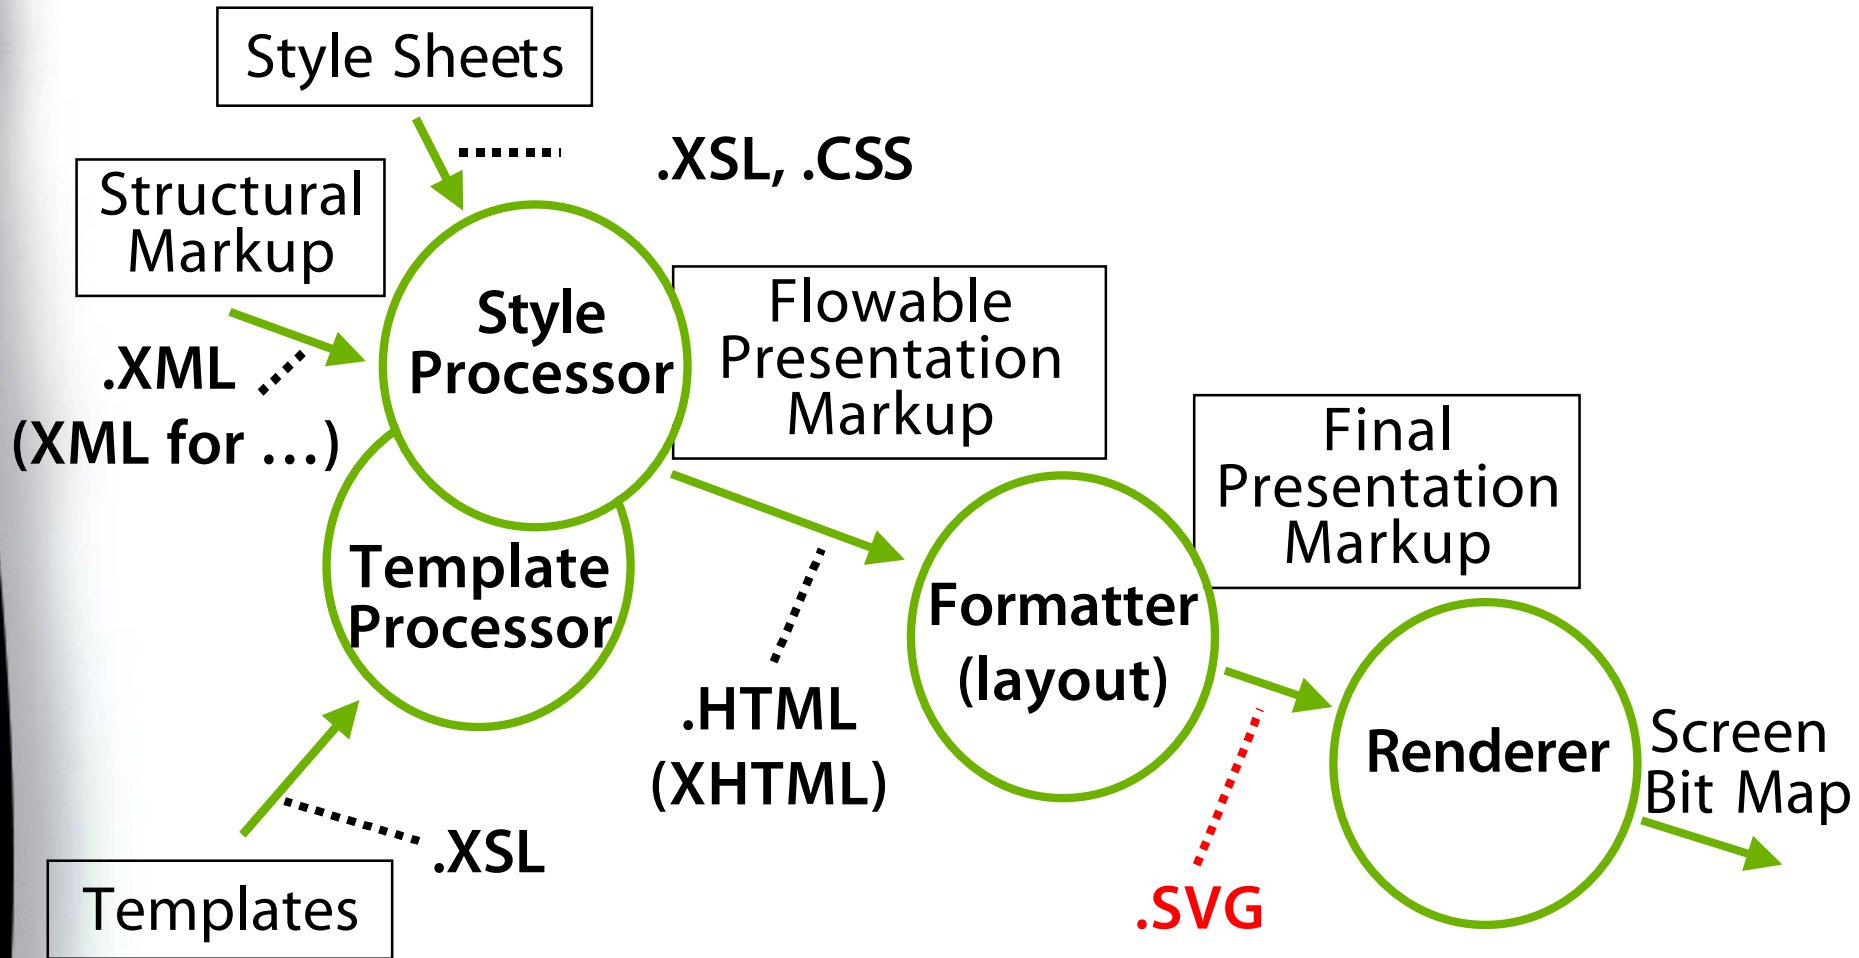 Style Sheets
.XSL, .CSS
Structural
Markup
Style
Processor
Flowable
Presentation
Markup
.XML
(XML for …)
Final
Presentation
Markup
Template
Processor
Formatter
(layout)
.HTML
(XHTML)
Renderer
Screen
Bit Map
.XSL
.SVG
Templates